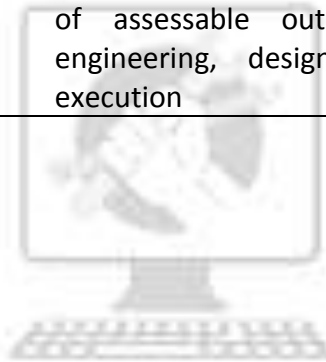 of assessable out
engineering, design
execution